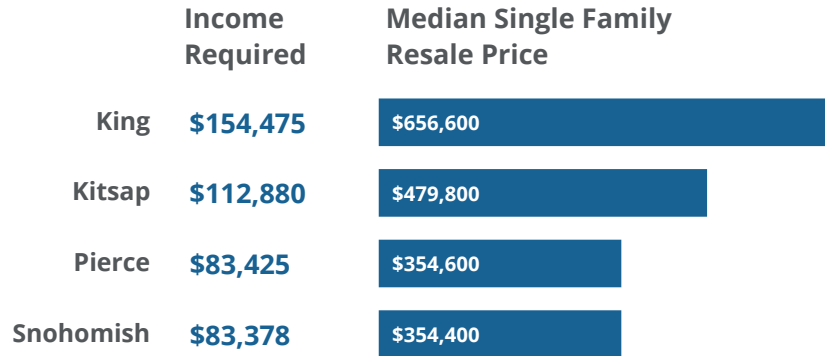 Income Median Single Family
Required Resale Price
King $154,475 $656,600
Kitsap $112,880 $479,800
Pierce $83,425 $354,600
Snohomish $83,378 $354,400